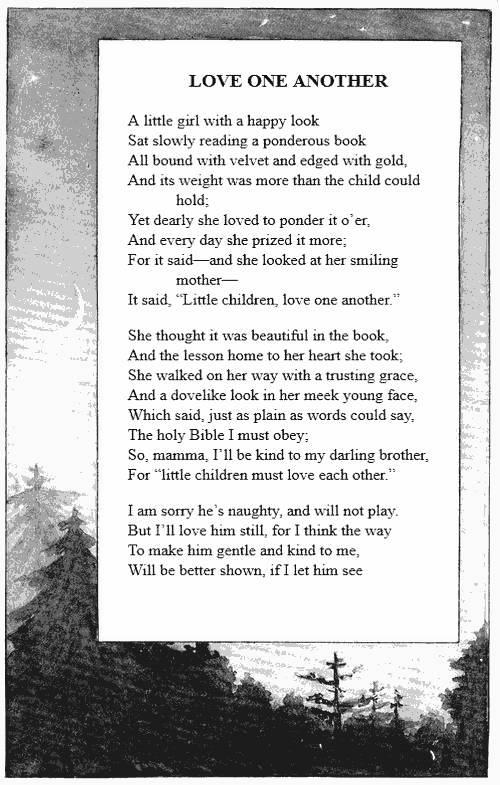 LOVE ONE ANOTHER
A little girl with a happy look
Sat slowly reading a ponderous book
All bound with velvet and edged with gold,
And its weight was more than the child could
hold;
Yet dearly she loved to ponder it o’er,
And every day she prized it more;
For it said—and she looked at her smiling
mother—
It said, “Little children, love one another.”
She thought it was beautiful in the book,
And the lesson home to her heart she took;
She walked on her way with a trusting grace,
And a dovelike look in her meek young face,
Which said, just as plain as words could say,
The holy Bible I must obey;
So, mamma, I’ll be kind to my darling brother,
For “little children must love each other.”
I am sorry he’s naughty, and will not play.
But I’ll love him still, for I think the way
To make him gentle and kind to me,
Will be better shown, if I let him see